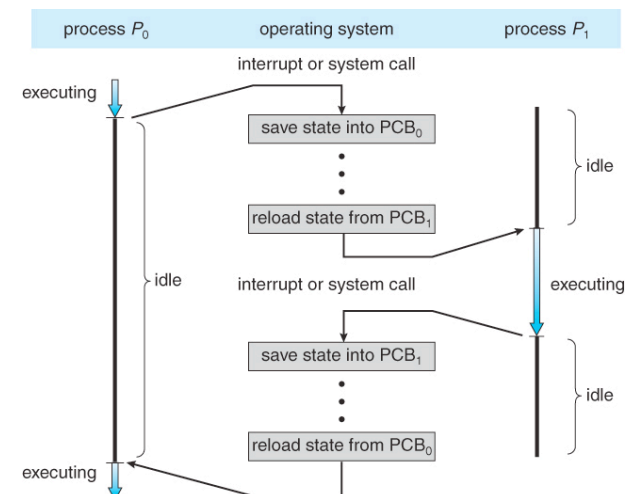 process P₀ operating system process P₁
interrupt or system call
executing
save state into PCB₀
idle
reload state from PCB₁
idle
interrupt or system call
executing
save state into PCB₁
idle
reload state from PCB₀
executing